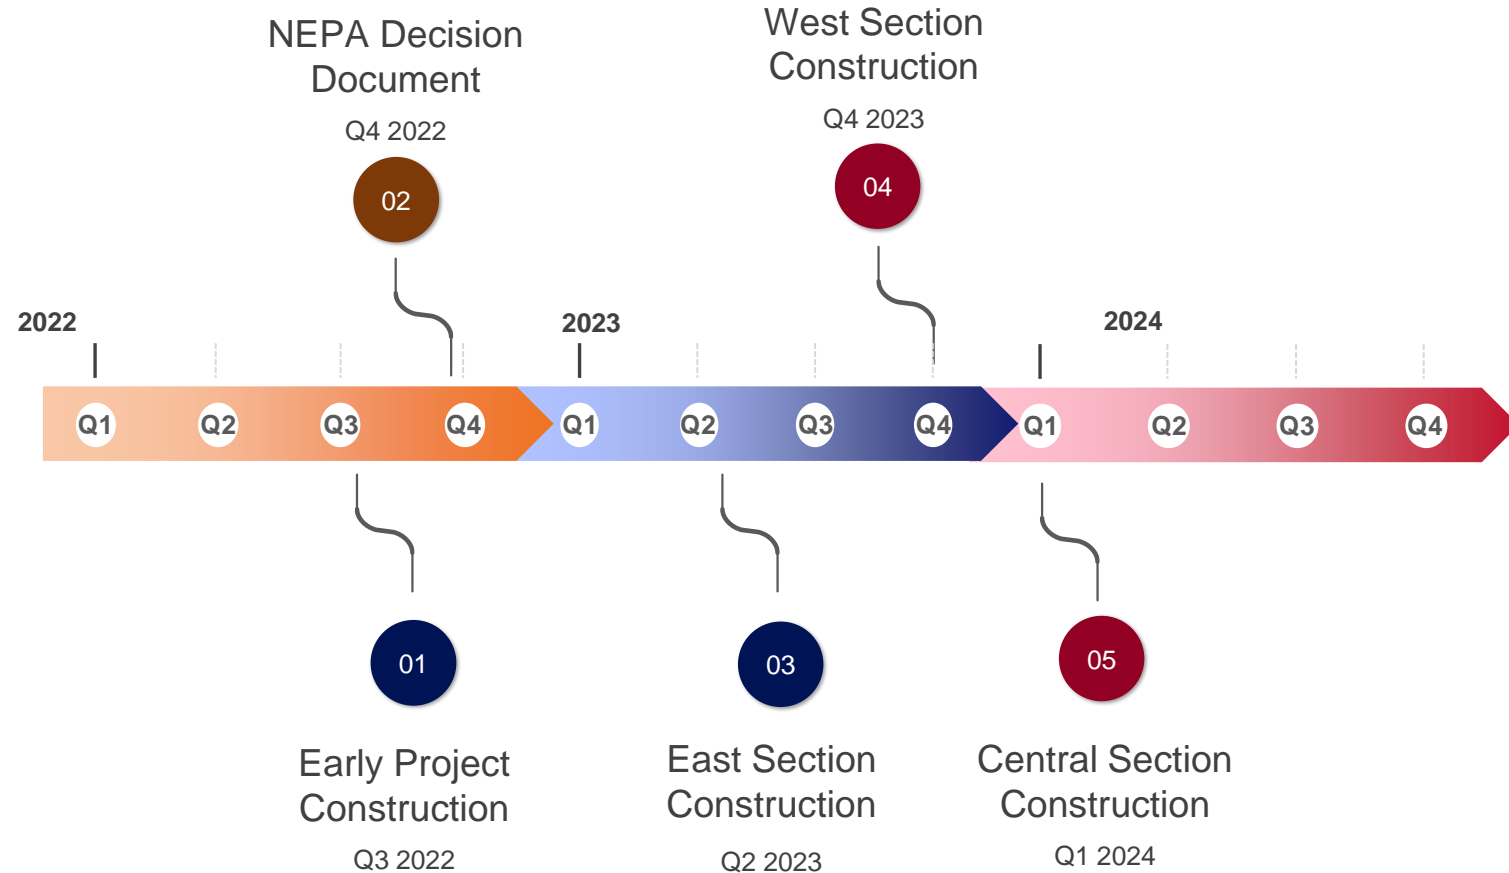 NEPA Decision
Document
Q4 2022
02
West Section
Construction
Q4 2023
04
2022
2023
2024
Q1
Q2
Q3
Q4
Q1
Q2
Q3
Q4
Q1
Q2
Q3
Q4
01
Early Project
Construction
Q3 2022
03
East Section
Construction
Q2 2023
05
Central Section
Construction
Q1 2024